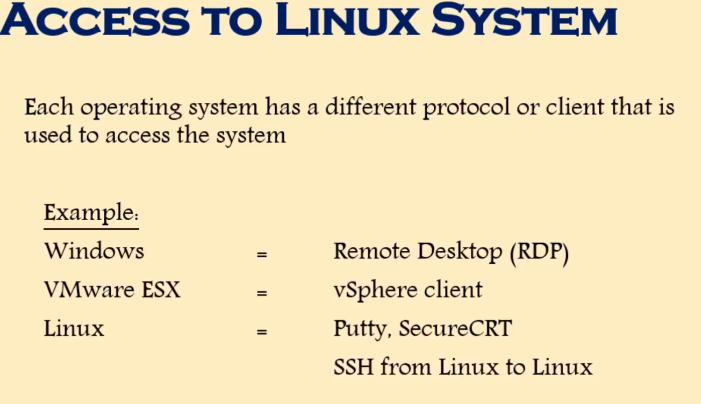 ACCESS TO LINUX SYSTEM
Each operating system has a different protocol or client that is
used to access the system
Example:
Windows = Remote Desktop (RDP)
VMware ESX = vSphere client
Linux = Putty, SecureCRT
SSH from Linux to Linux